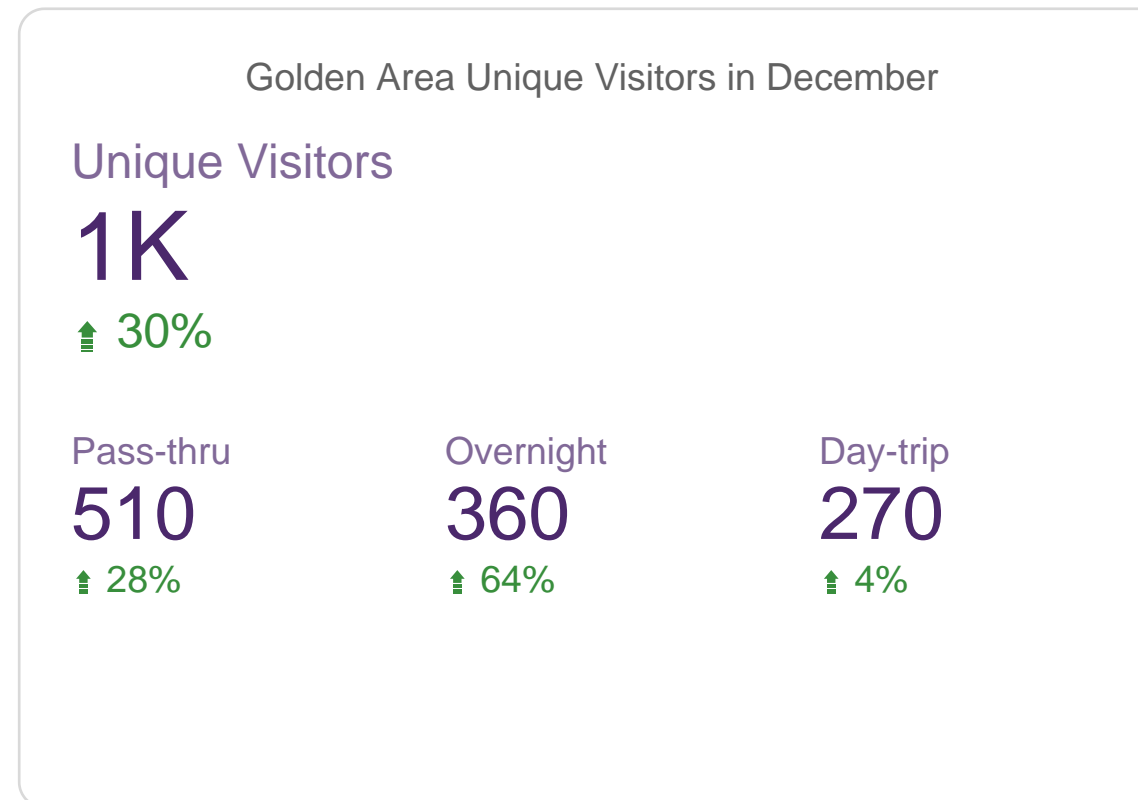 Golden Area Unique Visitors in December
Unique Visitors
1K
30%
Pass-thru Overnight Day-trip
510 360 270
28% 64% 4%